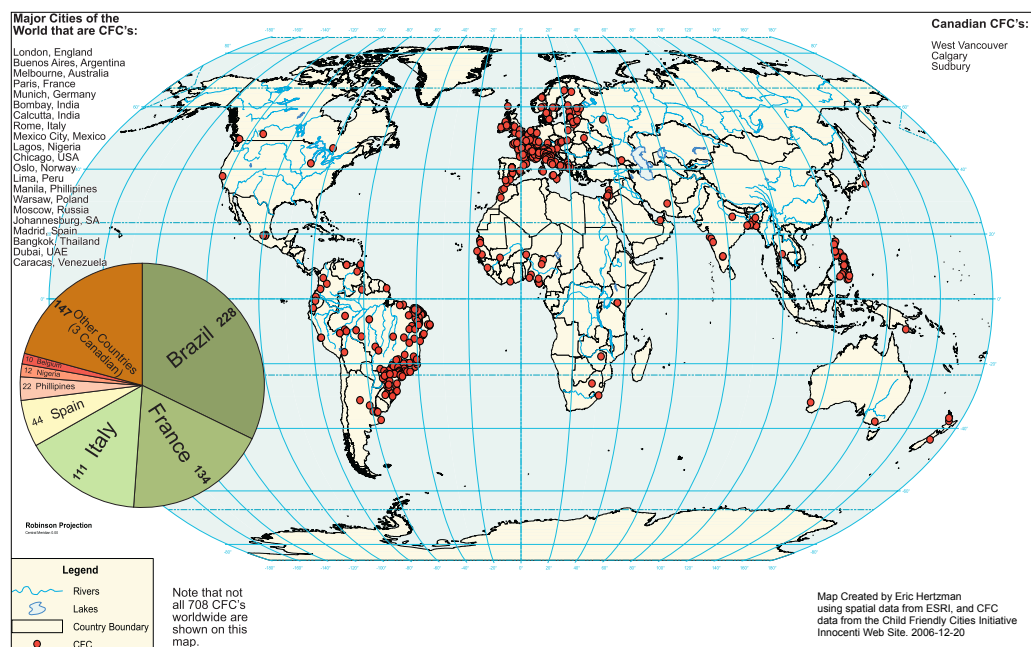 Major Cities of the
World that are CFC's:
London, England
Buenos Aires, Argentina
Melbourne, Australia
Paris, France
Munich, Germany
Bombay, India
Calcutta, India
Rome, Italy
Mexico City, Mexico
Lagos, Nigeria
Chicago, USA
Oslo, Norway
Lima, Peru
Manila, Phillipines
Warsaw, Poland
Moscow, Russia
Johannesburg, SA
Madrid, Spain
Bangkok, Thailand
Dubai, UAE
Caracas, Venezuela
Canadian CFC's:
West Vancouver
Calgary
Sudbury
Brazil 228
France 134
Italy 111
Spain 44
22 Phillipines
12 Nigeria
10 Belgium
147 Other Countries
(3 Canadian)
Robinson Projection
Central Meridian 0.00
Legend
Rivers
Lakes
Country Boundary
CFC
Note that not
all 708 CFC's
worldwide are
shown on this
map.
Map Created by Eric Hertzman
using spatial data from ESRI, and CFC
data from the Child Friendly Cities Initiative
Innocenti Web Site. 2006-12-20